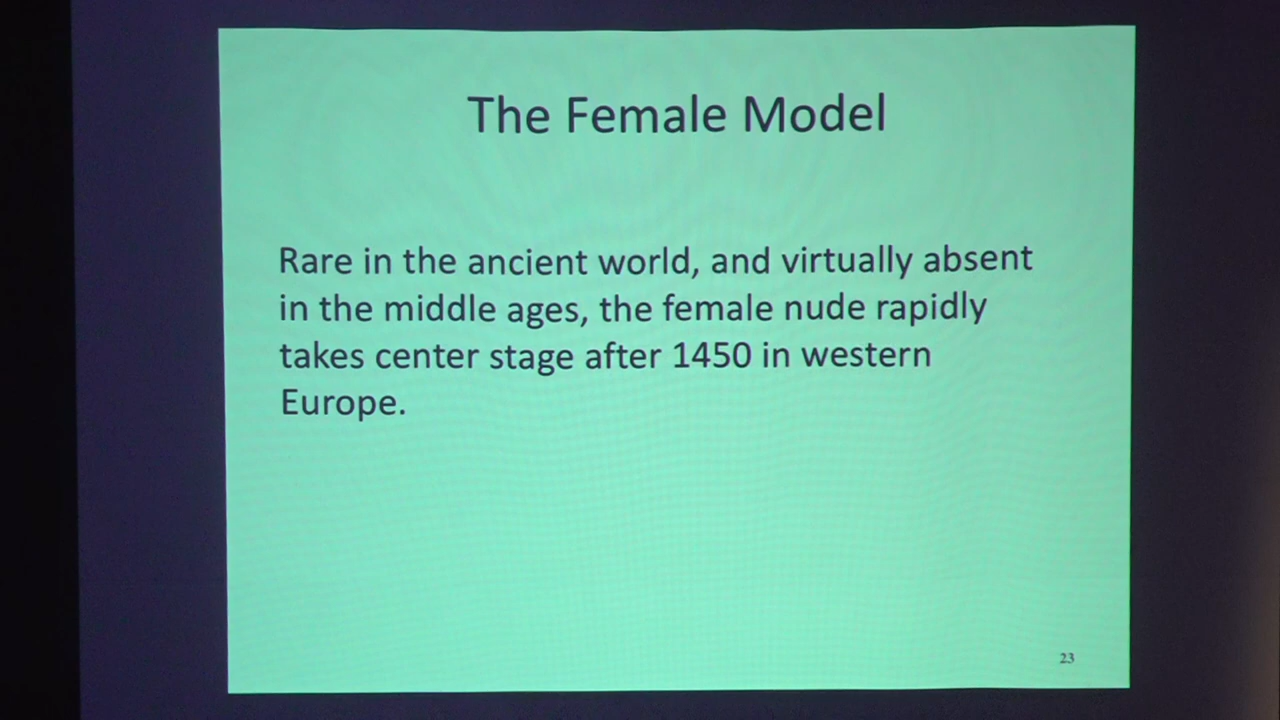 The Female Model
Rare in the ancient world, and virtually absent
in the middle ages, the female nude rapidly
takes center stage after 1450 in western
Europe.
23